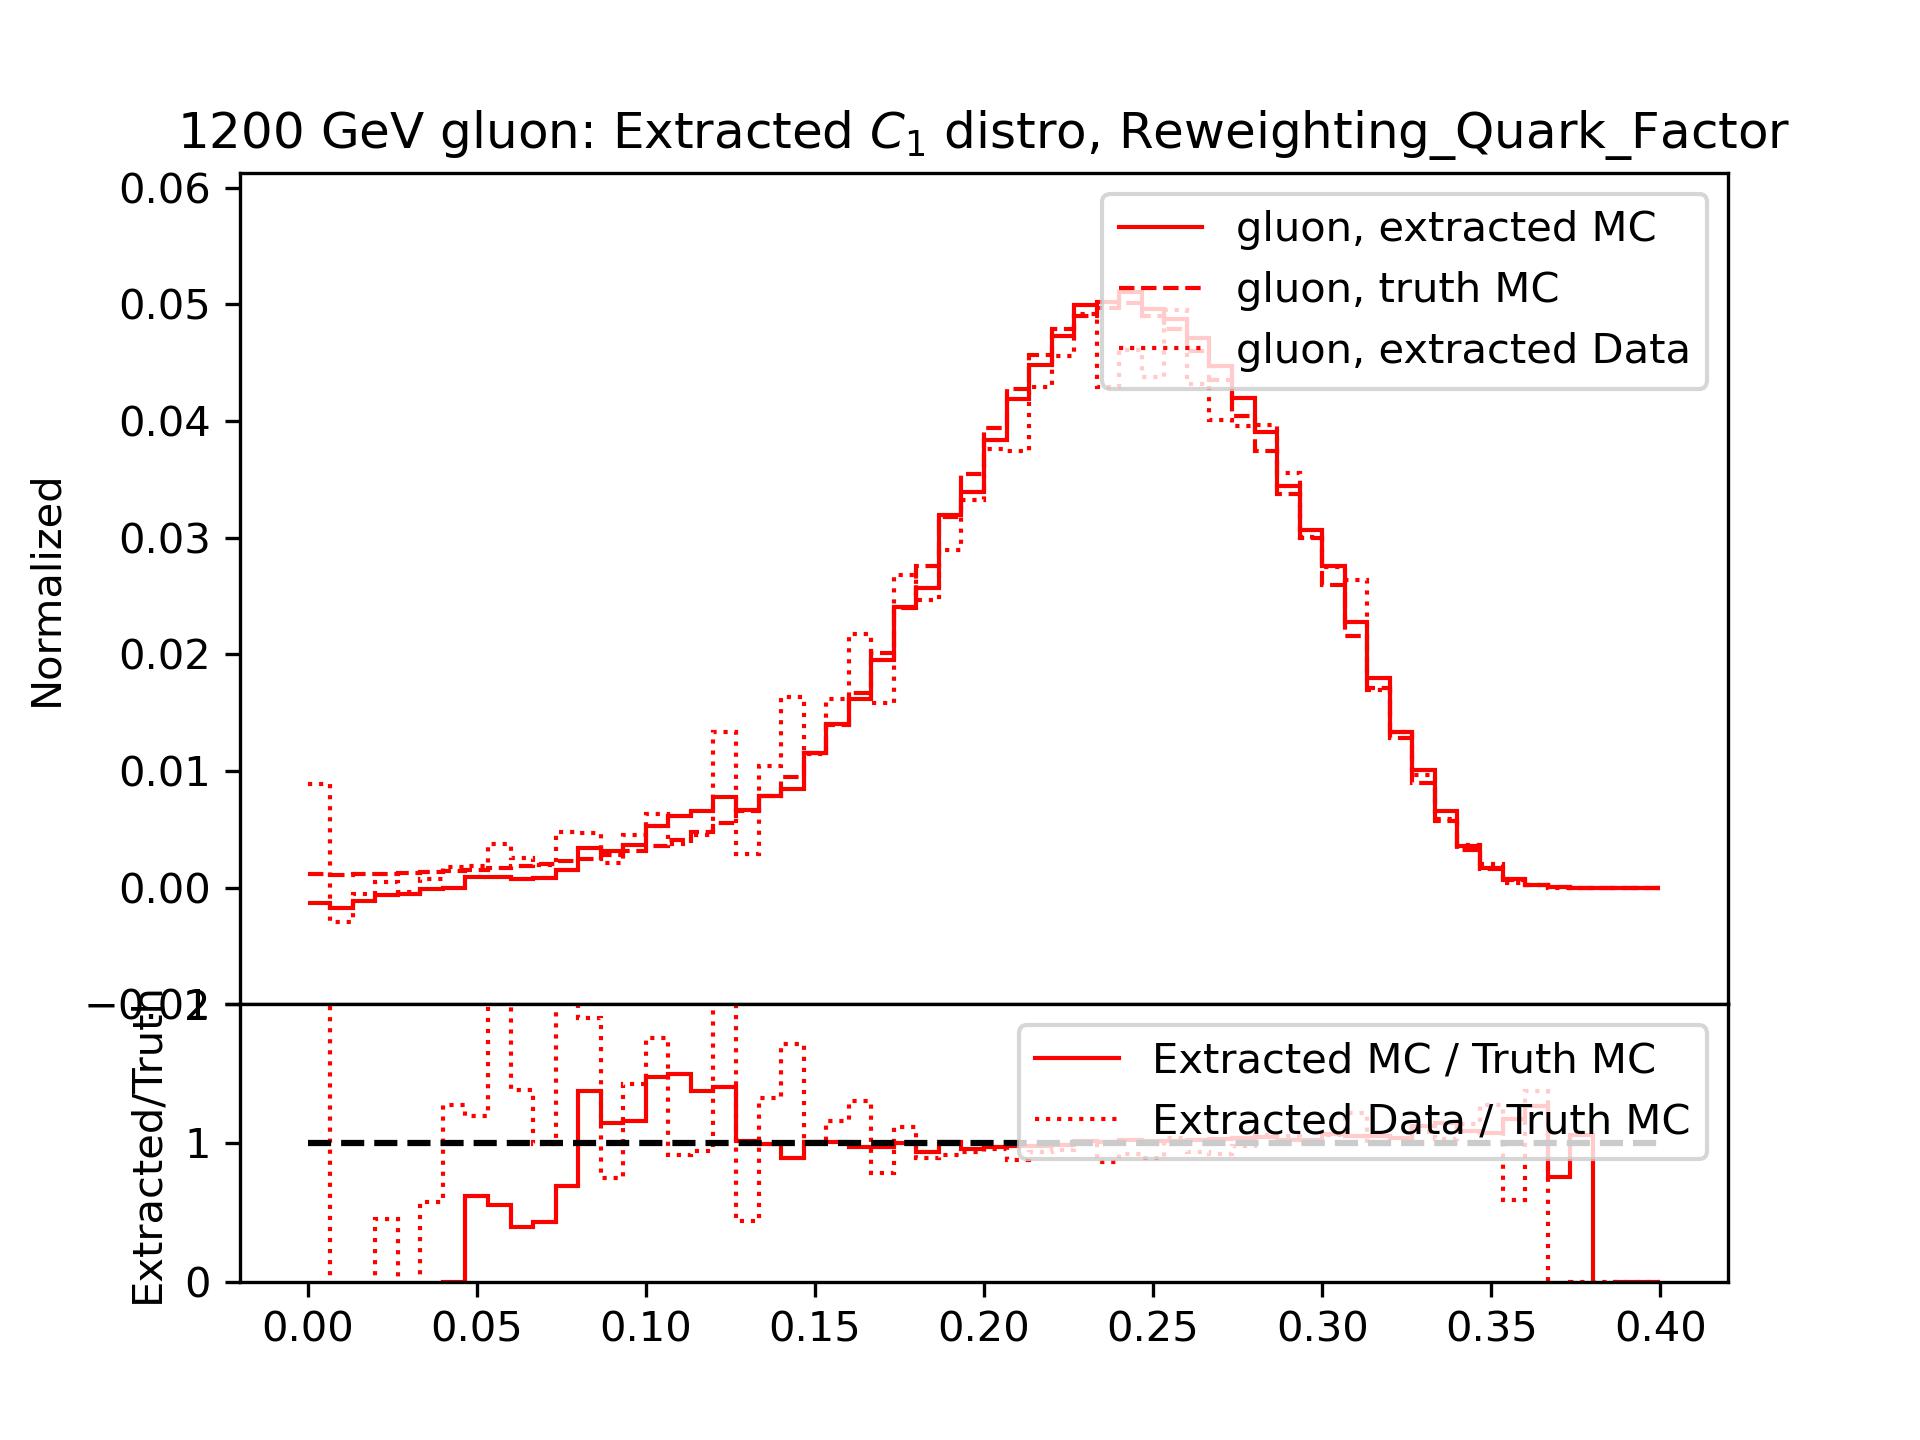 1200 GeV gluon: Extracted C₁ distro, Reweighting_Quark_Factor
0.06
0.05
0.04
0.03
0.02
0.01
0.00
−0.01
Normalized
gluon, extracted MC
gluon, truth MC
gluon, extracted Data
2
1
0
Extracted/Truth
Extracted MC / Truth MC
Extracted Data / Truth MC
0.00 0.05 0.10 0.15 0.20 0.25 0.30 0.35 0.40